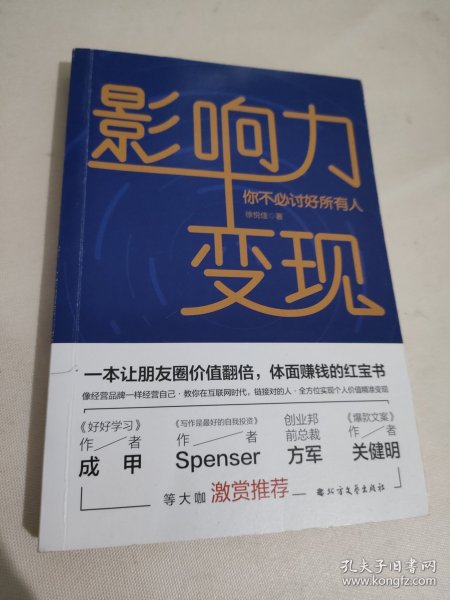 影响力
你不必讨好所有人
徐悦佳◎著
变现
一本让朋友圈价值翻倍，体面赚钱的红宝书
像经营品牌一样经营自己·教你在互联网时代，链接对的人·全方位实现个人价值精准变现
《好好学习》
作者
成甲
《写作是最好的自我投资》
作者
Spenser
创业邦
前总裁
方军
《爆款文案》
作者
关健明
等大咖 激赏推荐
北方文艺出版社
孔夫子旧书网
www.kongfz.com